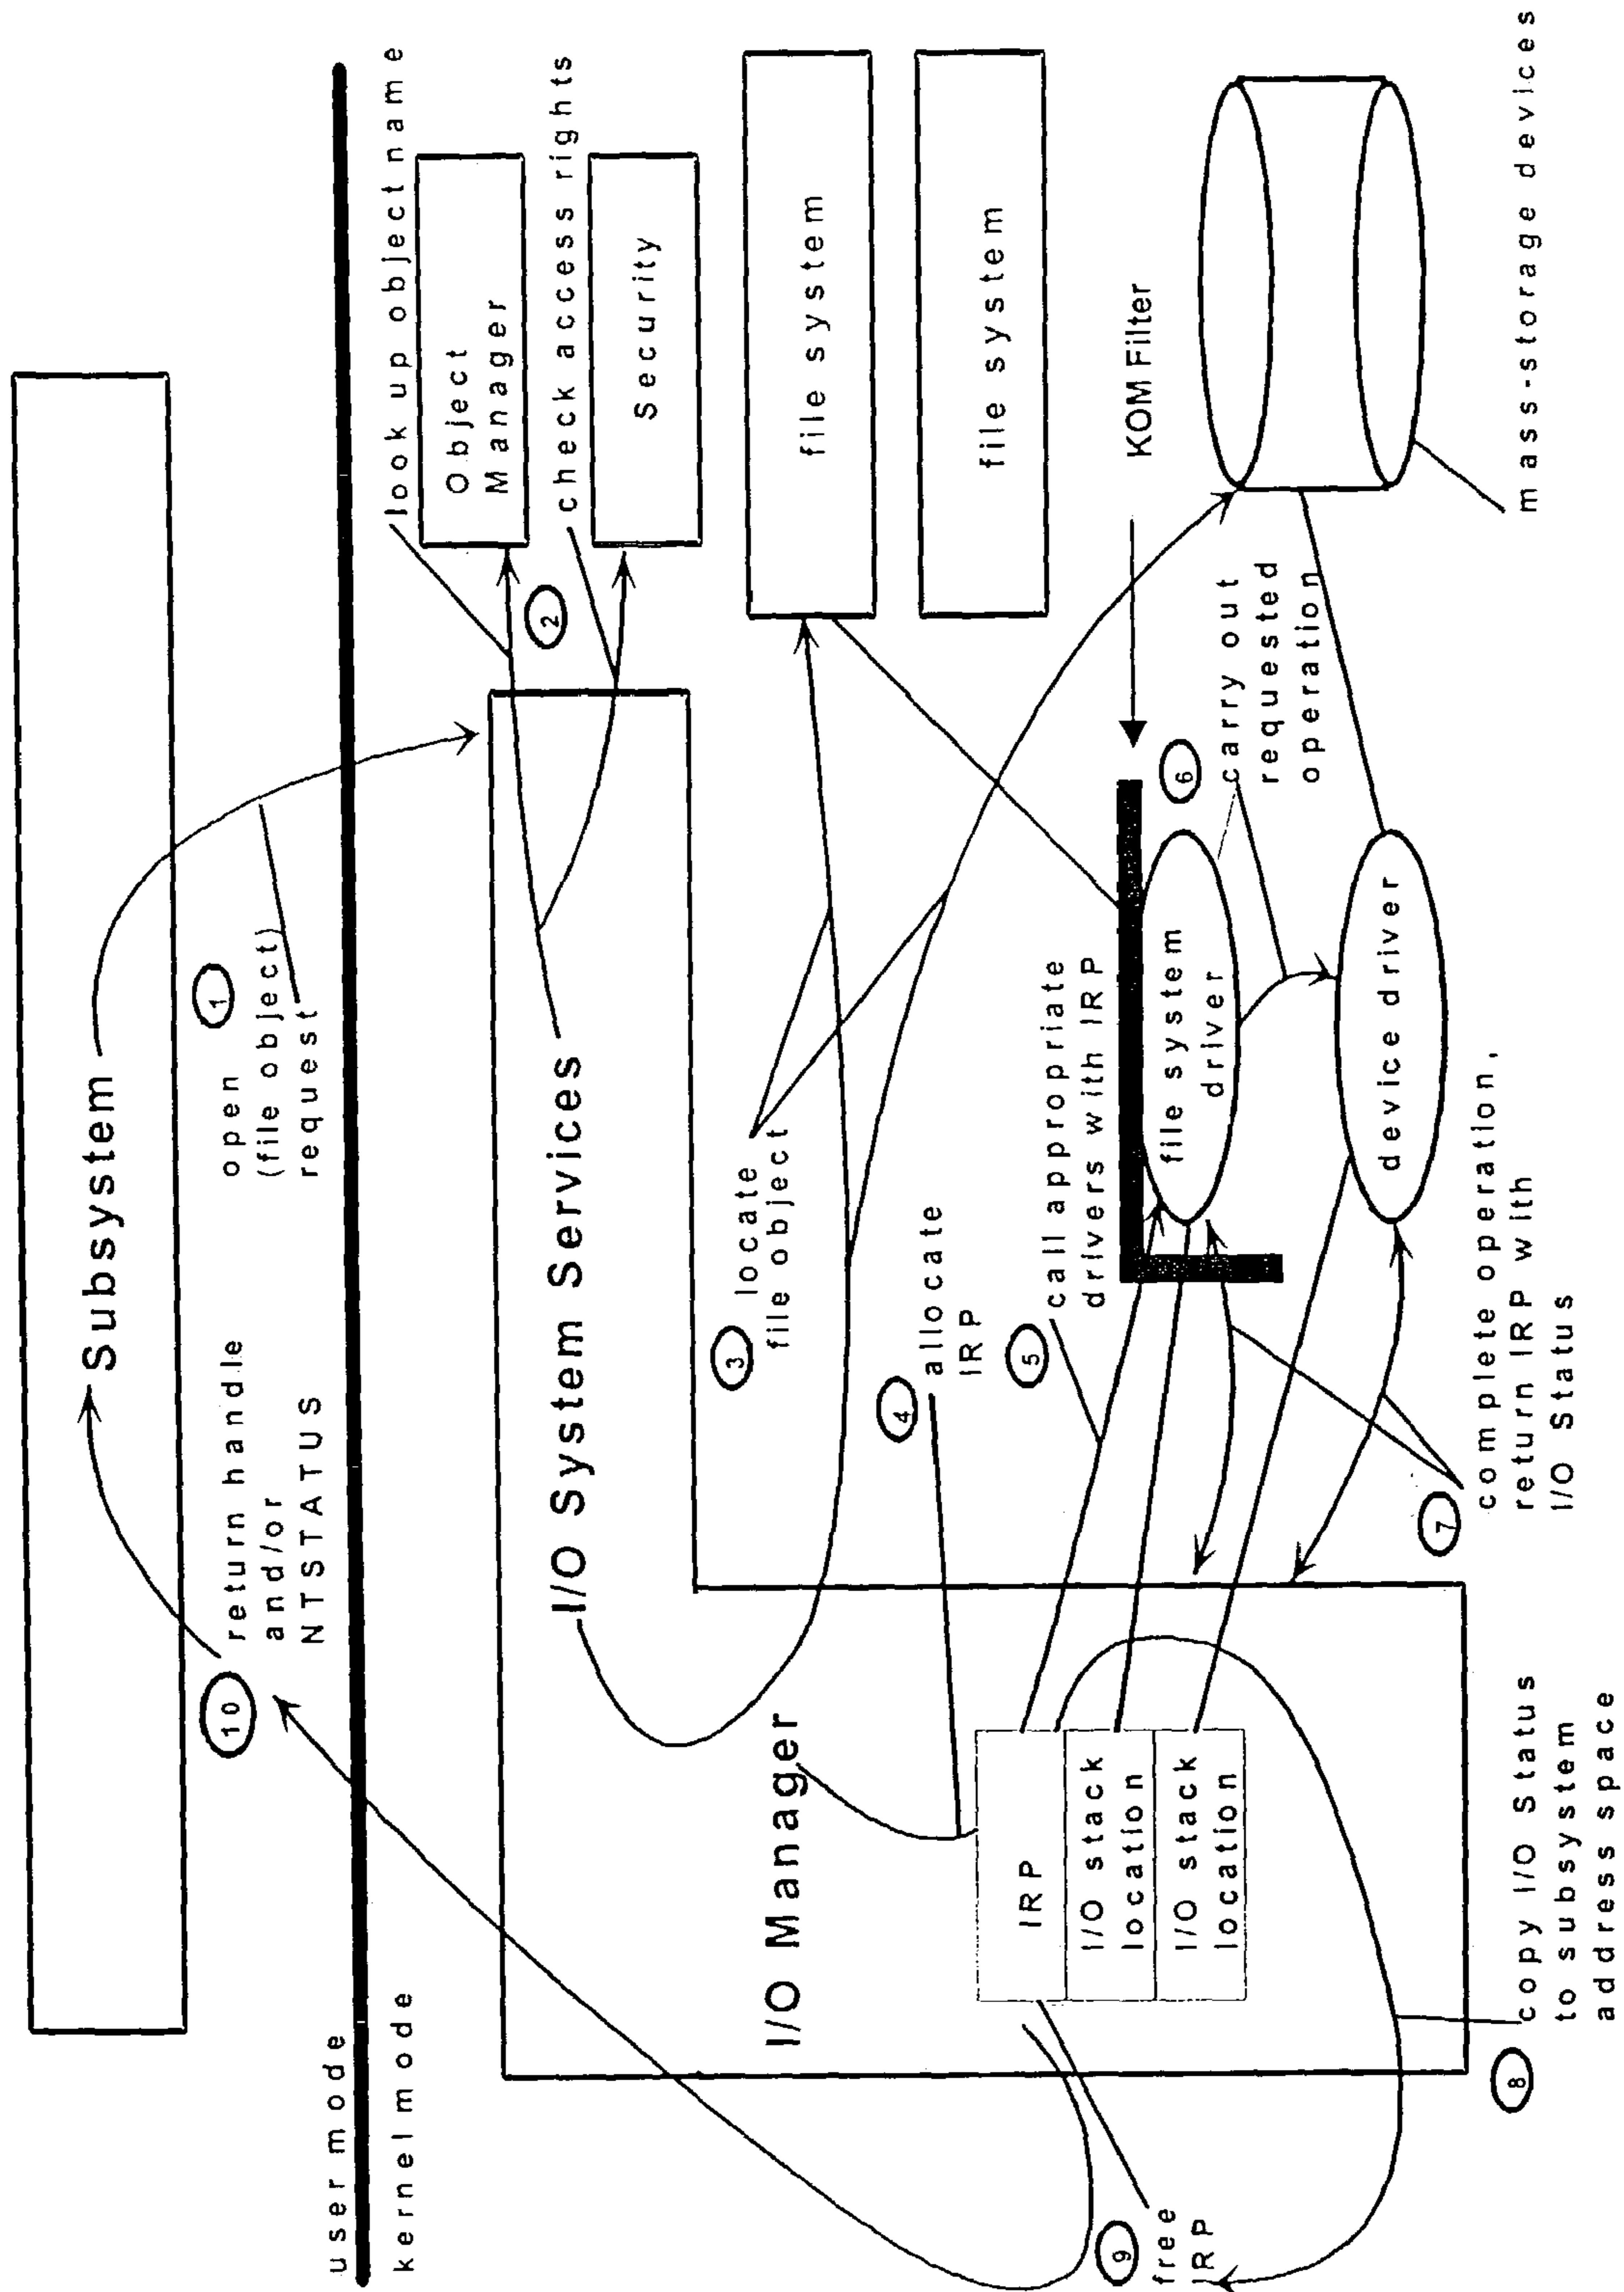 Subsystem
user mode
kernel mode
10
return handle
and/or
NTSTATUS
1
open
(file object)
request
look up object name
Object
Manager
2
check access rights
Security
I/O System Services
I/O Manager
3
locate
file object
file system
file system
4
allocate
IRP
IRP
I/O stack
location
I/O stack
location
5
call appropriate
drivers with IRP
KOM Filter
file system
driver
6
carry out
requested
operation
device driver
mass-storage devices
7
complete operation,
return IRP with
I/O Status
8
copy I/O Status
to subsystem
address space
9
free
IRP